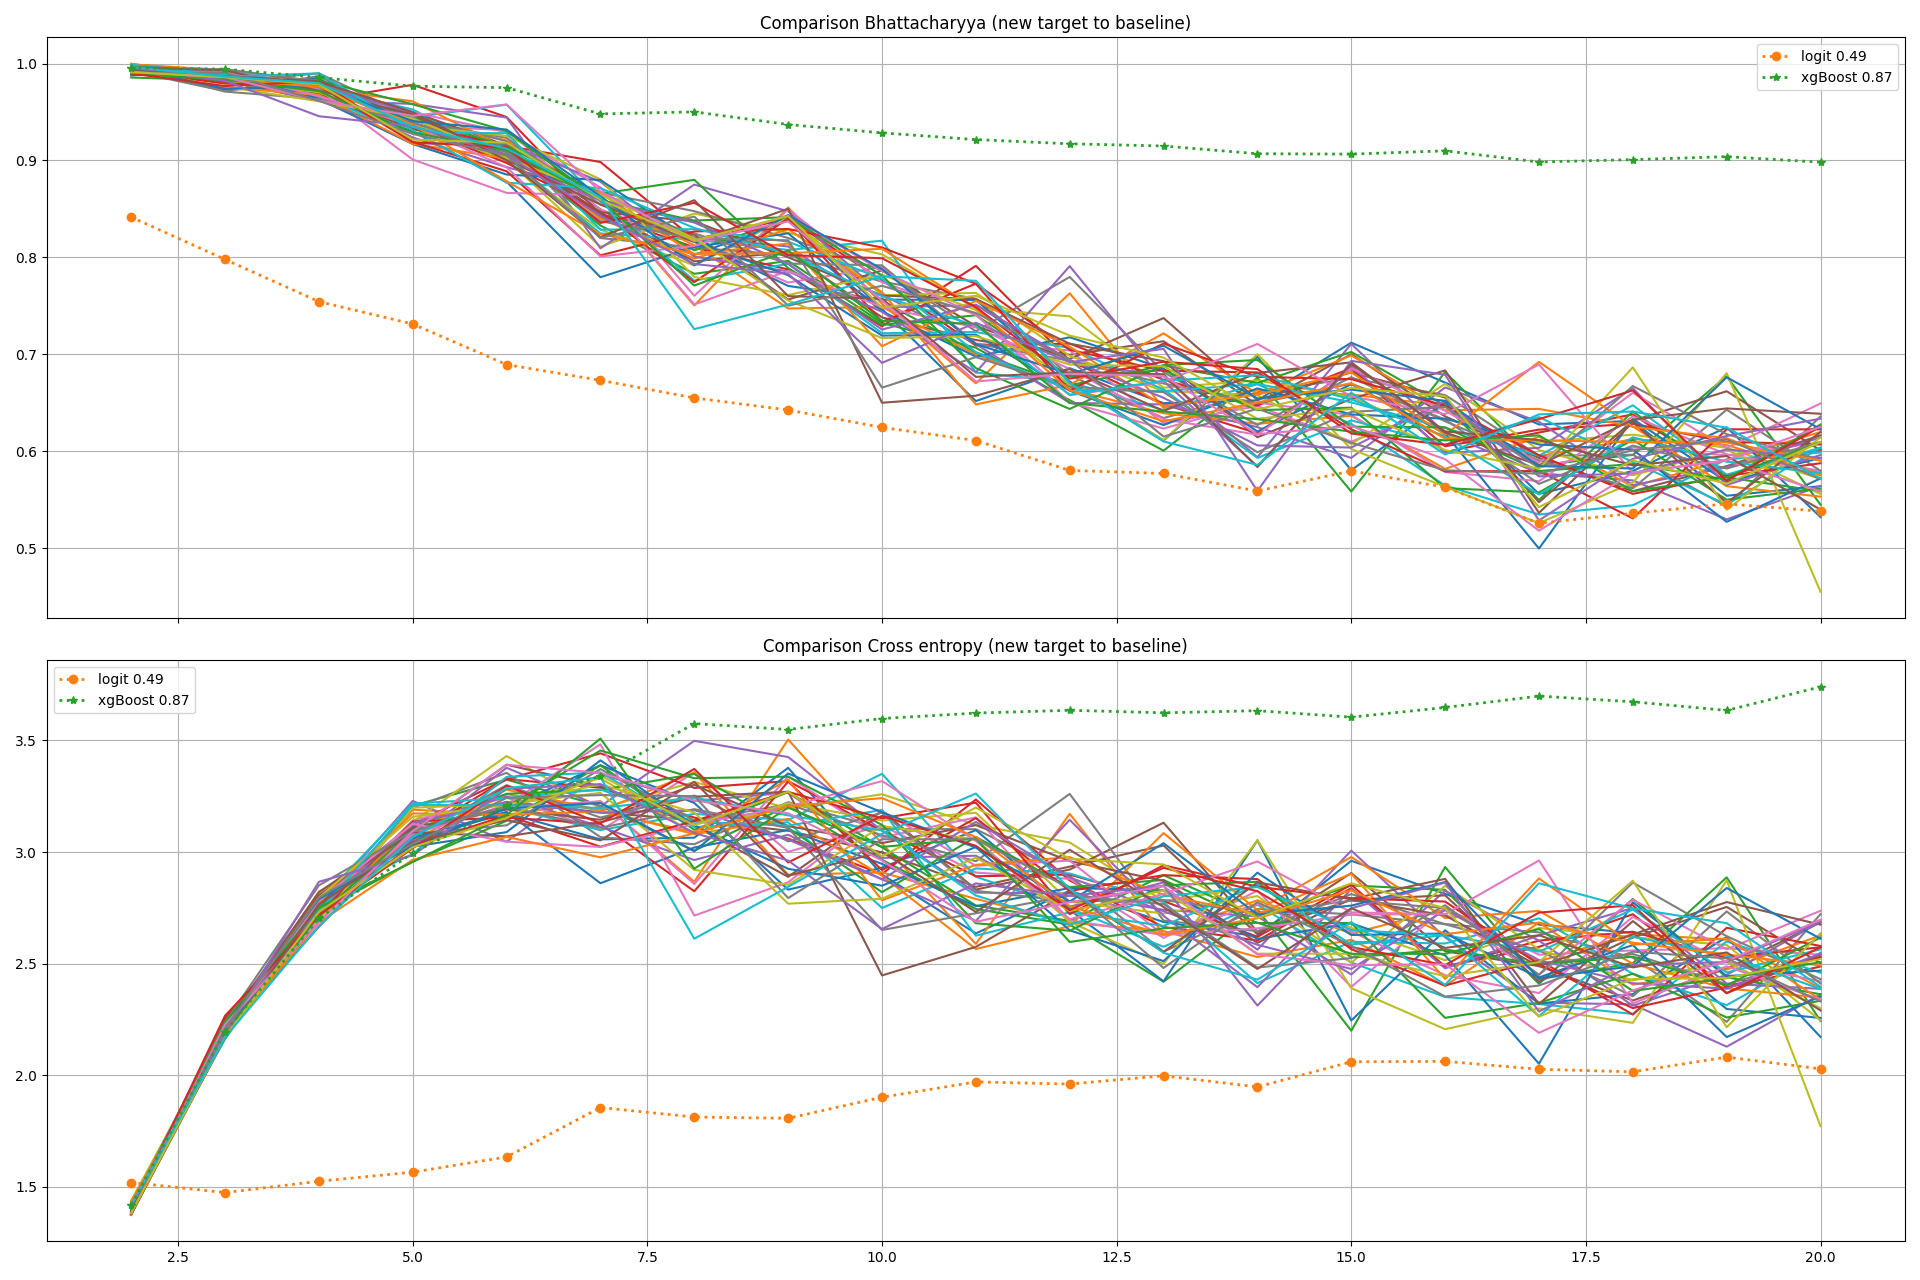 Comparison Bhattacharyya (new target to baseline)
1.0
0.9
0.8
0.7
0.6
0.5
logit 0.49
xgBoost 0.87
Comparison Cross entropy (new target to baseline)
logit 0.49
xgBoost 0.87
3.5
3.0
2.5
2.0
1.5
2.5 5.0 7.5 10.0 12.5 15.0 17.5 20.0